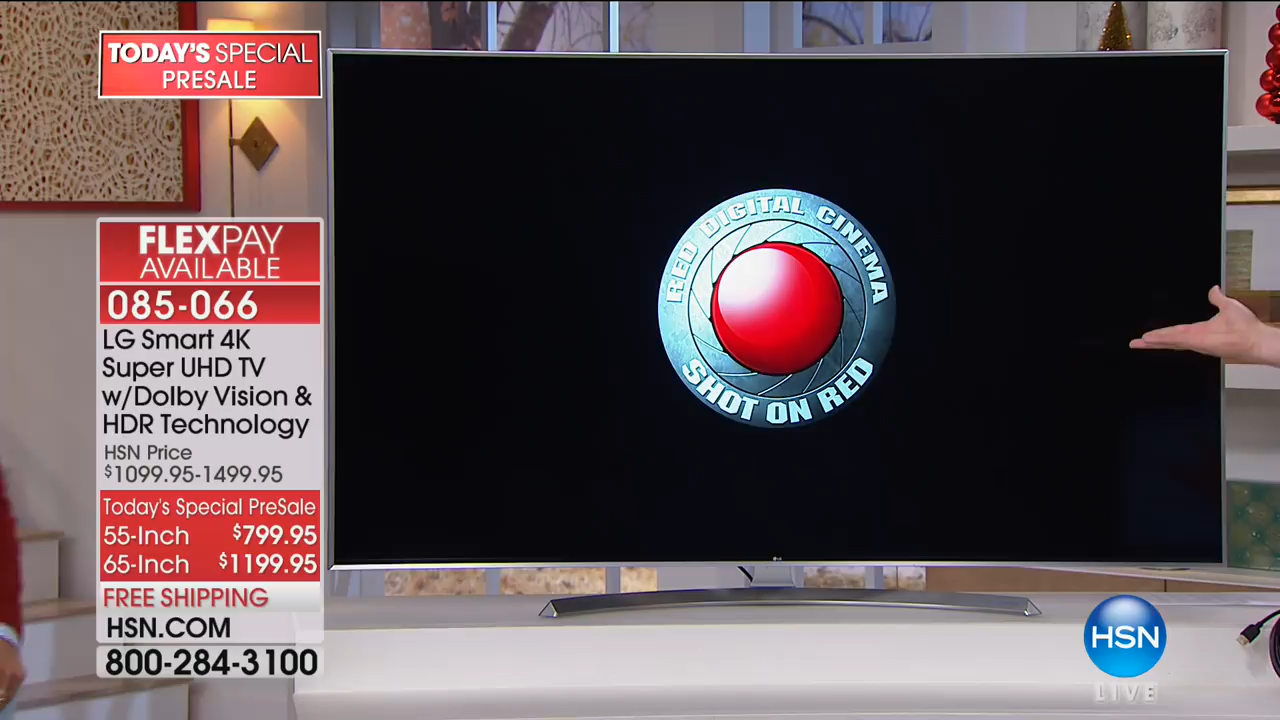 TODAY'S SPECIAL
PRESALE
FLEXPAY
AVAILABLE
085-066
LG Smart 4K
Super UHD TV
w/Dolby Vision &
HDR Technology
HSN Price
$1099.95-1499.95
Today's Special PreSale
55-Inch $799.95
65-Inch $1199.95
FREE SHIPPING
HSN.COM
800-284-3100
RED DIGITAL CINEMA
SHOT ON RED
LG
HSN
LIVE